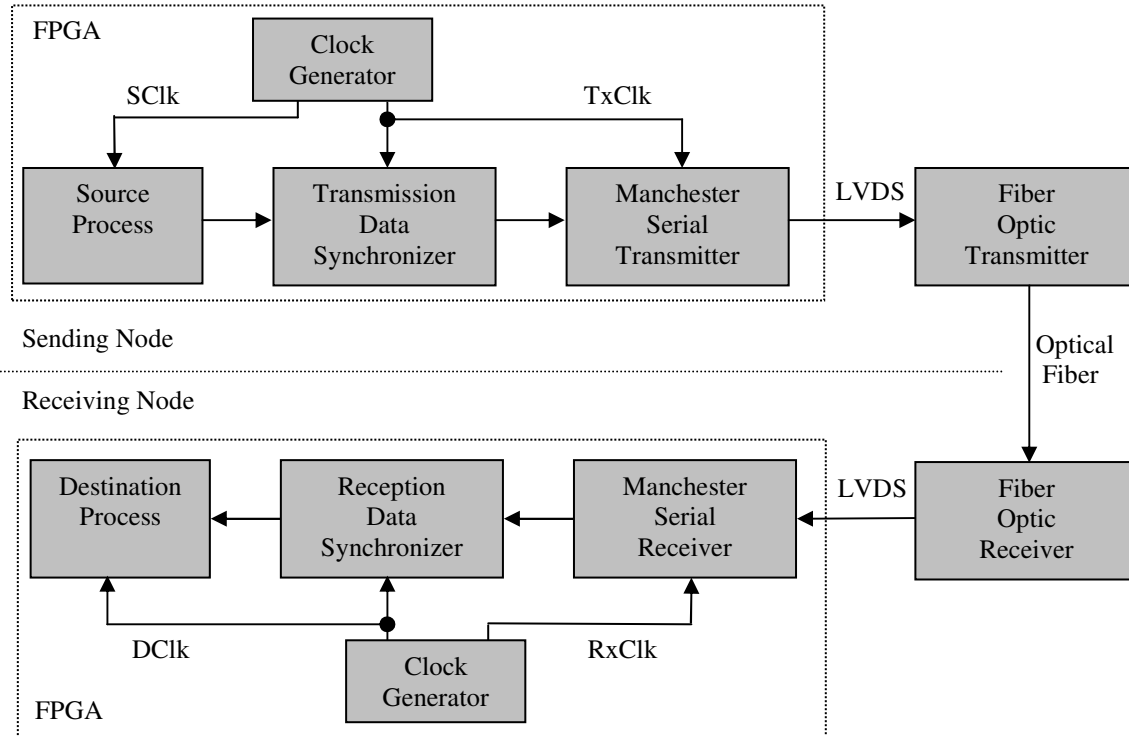 FPGA
Clock
Generator
SClk
TxClk
Source
Process
Transmission
Data
Synchronizer
Manchester
Serial
Transmitter
LVDS
Fiber
Optic
Transmitter
Sending Node
Optical
Fiber
Receiving Node
Destination
Process
Reception
Data
Synchronizer
Manchester
Serial
Receiver
LVDS
Fiber
Optic
Receiver
DClk
RxClk
Clock
Generator
FPGA